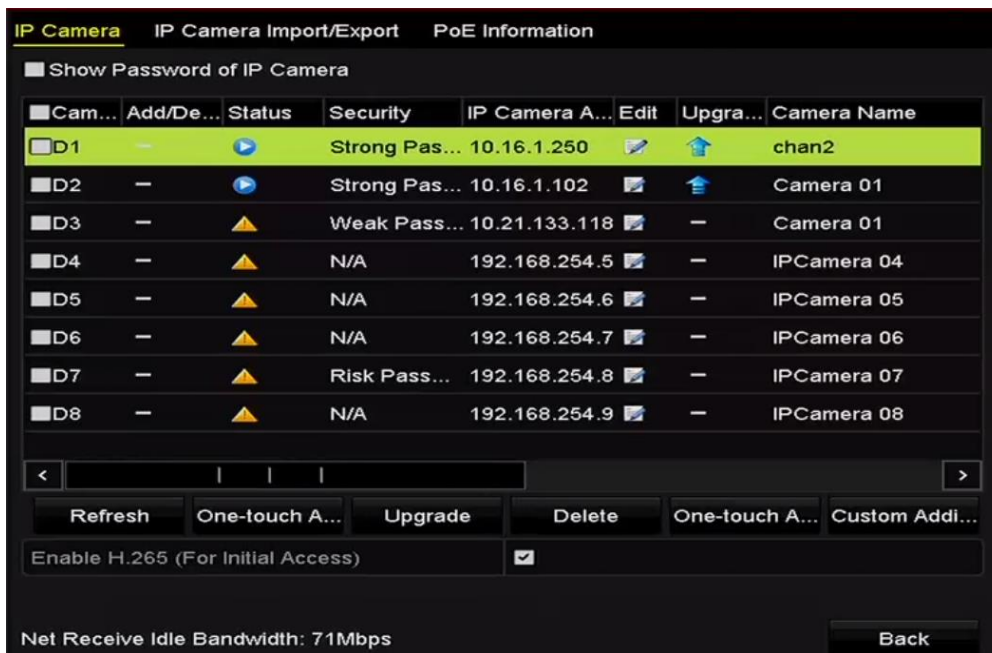 IP Camera IP Camera Import/Export PoE Information
Show Password of IP Camera
Cam... Add/De... Status Security IP Camera A... Edit Upgra... Camera Name
D1 — Strong Pas... 10.16.1.250 chan2
D2 — Strong Pas... 10.16.1.102 Camera 01
D3 — Weak Pass... 10.21.133.118 — Camera 01
D4 — N/A 192.168.254.5 — IPCamera 04
D5 — N/A 192.168.254.6 — IPCamera 05
D6 — N/A 192.168.254.7 — IPCamera 06
D7 — Risk Pass... 192.168.254.8 — IPCamera 07
D8 — N/A 192.168.254.9 — IPCamera 08
< >
Refresh One-touch A... Upgrade Delete One-touch A... Custom Addi...
Enable H.265 (For Initial Access)
Net Receive Idle Bandwidth: 71Mbps Back